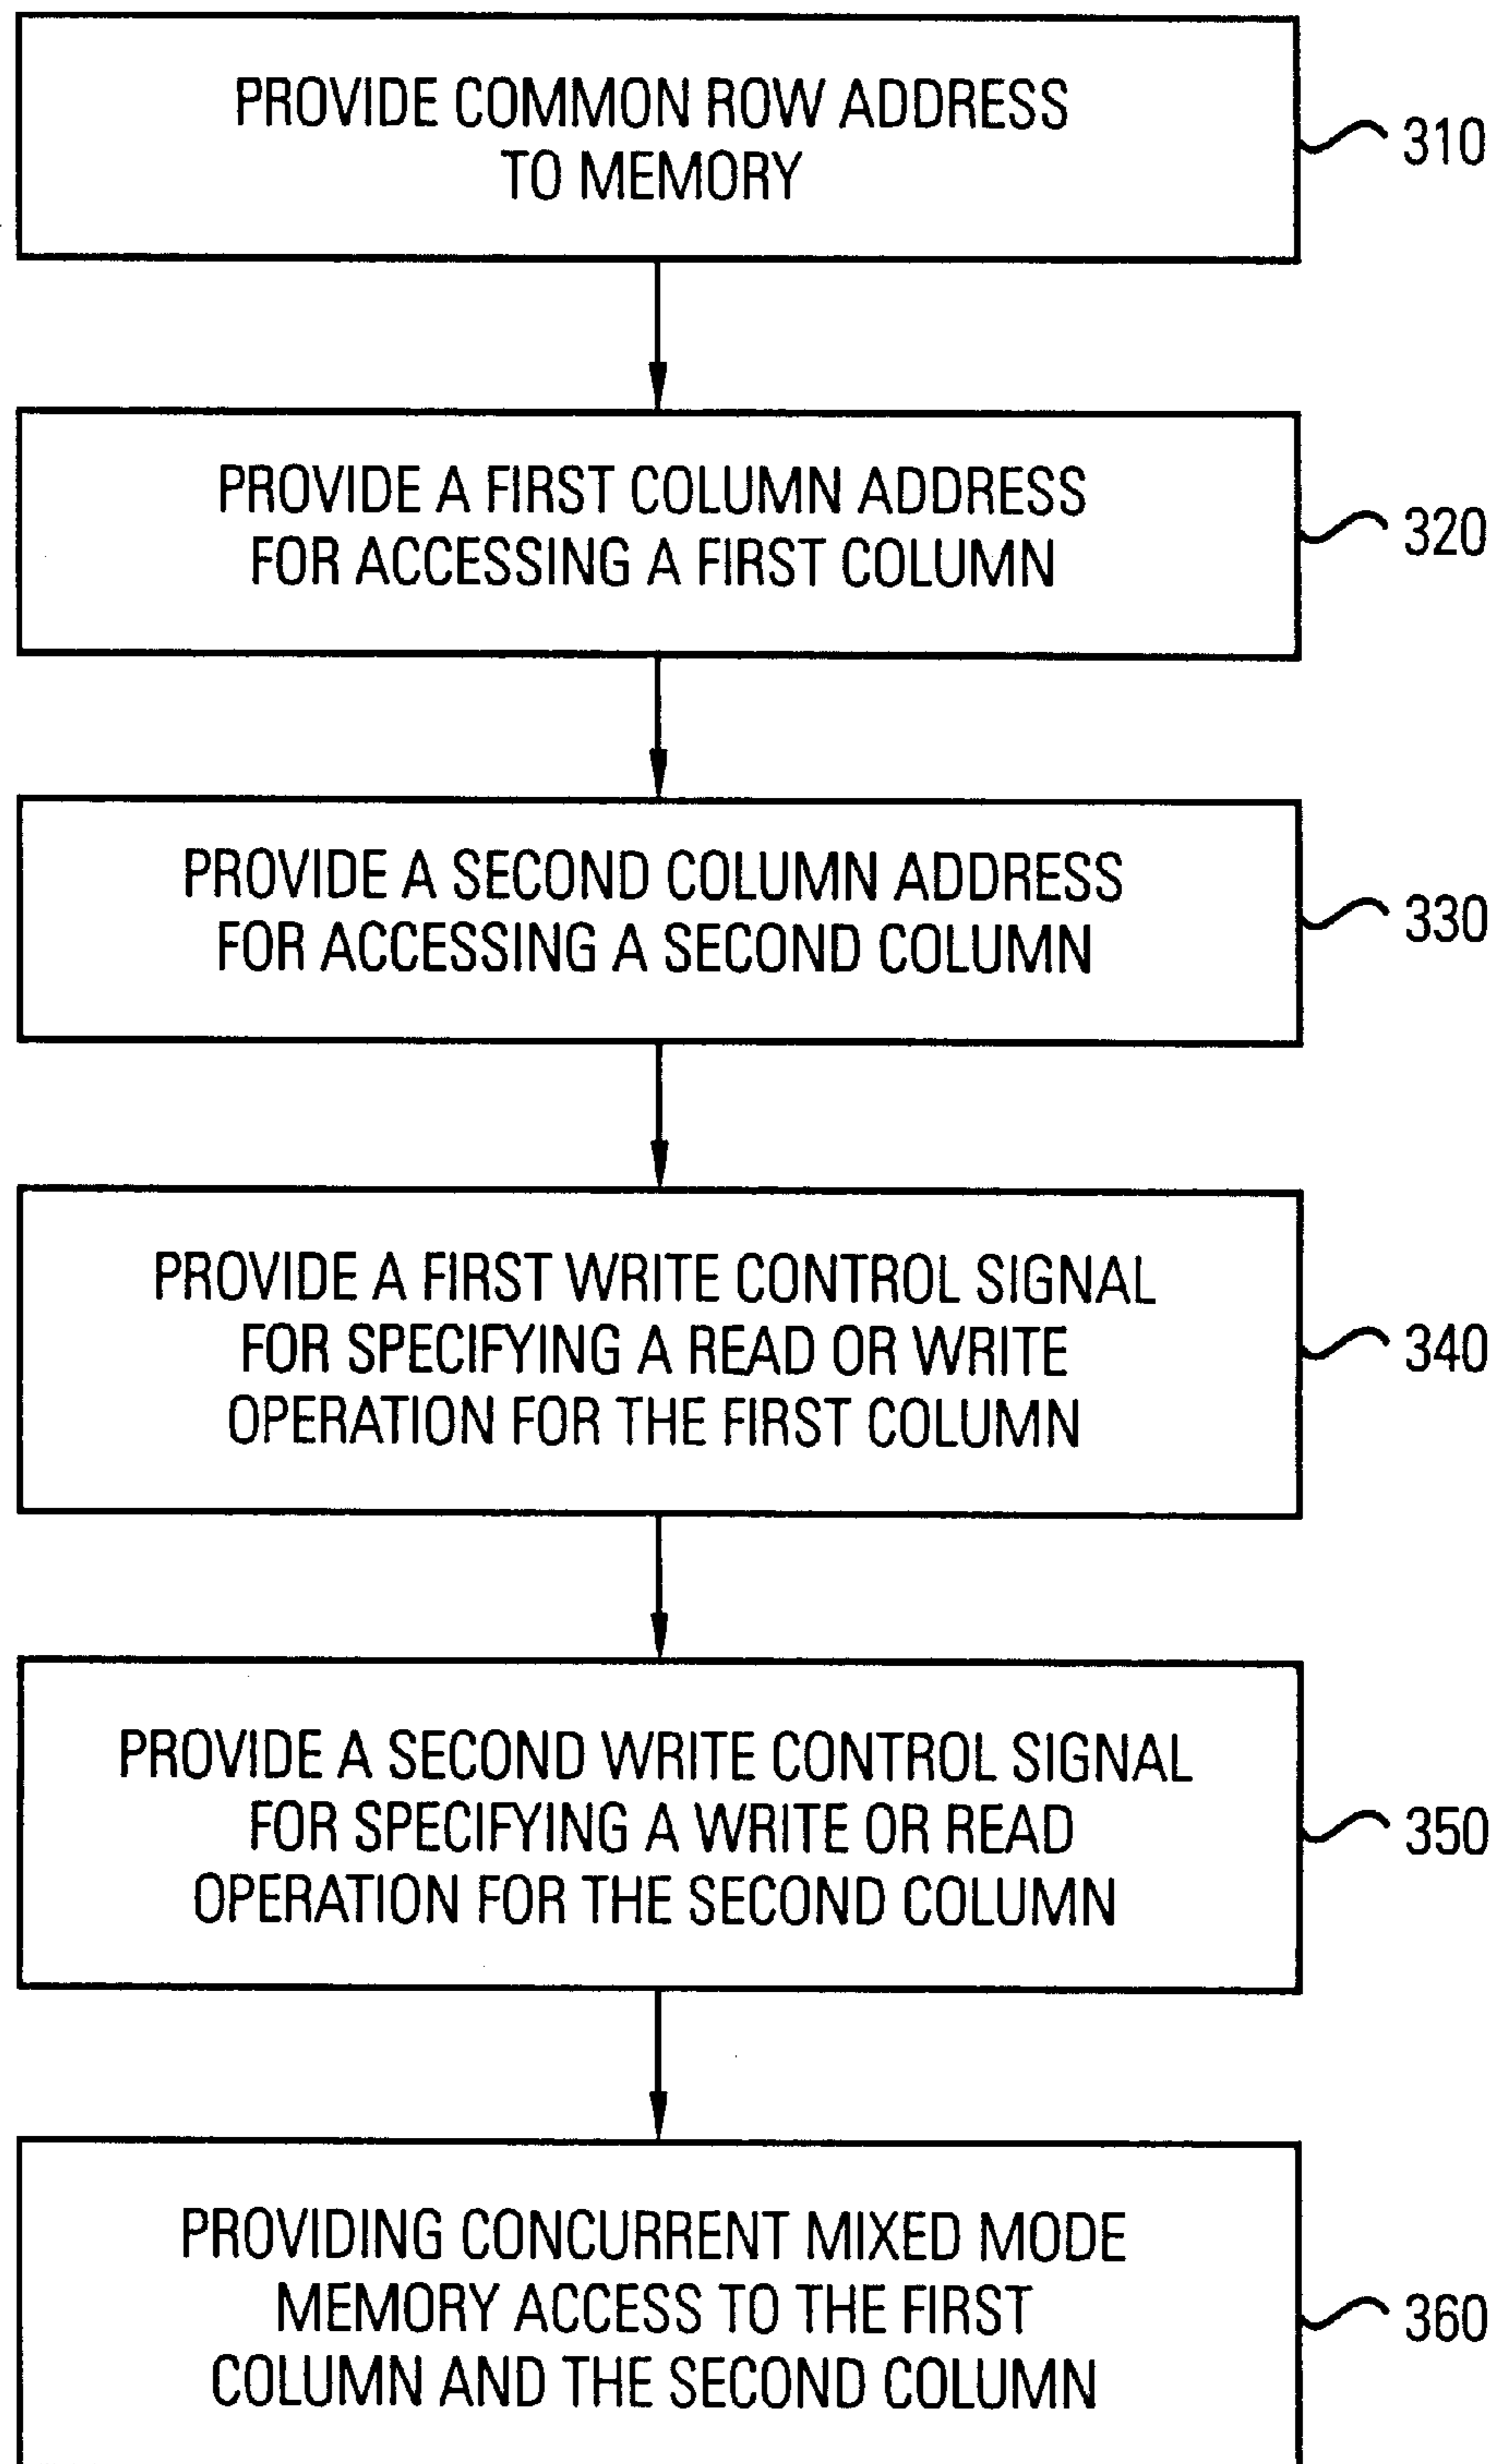 PROVIDE COMMON ROW ADDRESS
TO MEMORY
310
PROVIDE A FIRST COLUMN ADDRESS
FOR ACCESSING A FIRST COLUMN
320
PROVIDE A SECOND COLUMN ADDRESS
FOR ACCESSING A SECOND COLUMN
330
PROVIDE A FIRST WRITE CONTROL SIGNAL
FOR SPECIFYING A READ OR WRITE
OPERATION FOR THE FIRST COLUMN
340
PROVIDE A SECOND WRITE CONTROL SIGNAL
FOR SPECIFYING A WRITE OR READ
OPERATION FOR THE SECOND COLUMN
350
PROVIDING CONCURRENT MIXED MODE
MEMORY ACCESS TO THE FIRST
COLUMN AND THE SECOND COLUMN
360